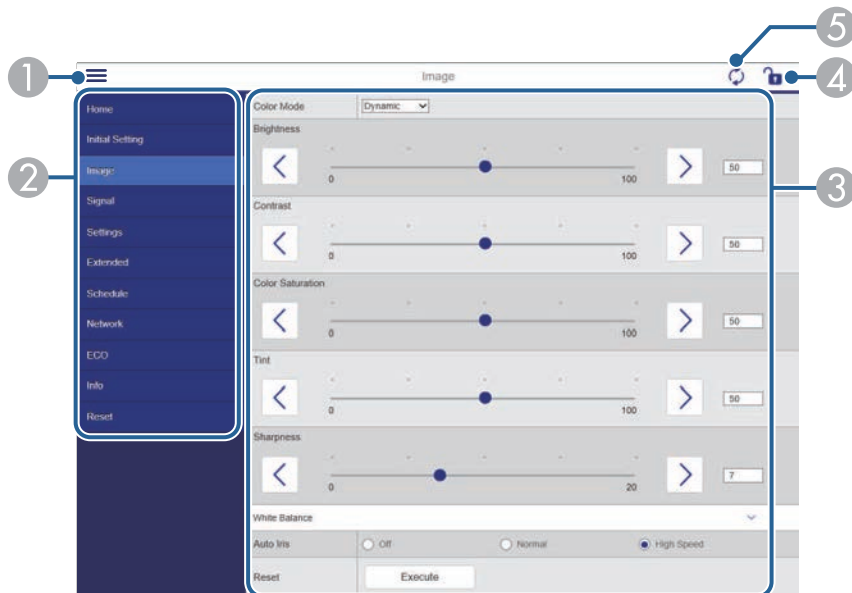 5
1
Image
4
2
Home
Initial Setting
Image
Signal
Settings
Extended
Schedule
Network
ECO
Info
Reset
3
Color Mode
Dynamic
Brightness
0
100
50
Contrast
0
100
50
Color Saturation
0
100
50
Tint
0
100
50
Sharpness
0
20
7
White Balance
Auto Iris
Off
Normal
High Speed
Reset
Execute